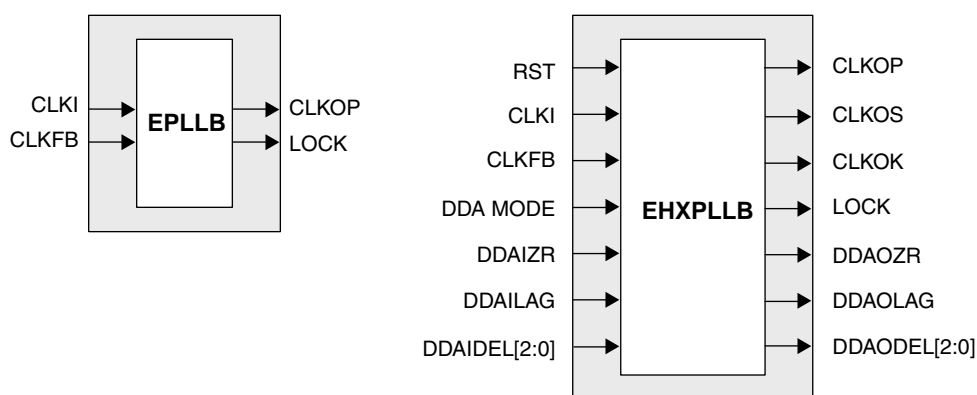 CLKI
CLKFB
EPLLB
CLKOP
LOCK
RST
CLKI
CLKFB
DDA MODE
DDAIZR
DDAILAG
DDAIDEL[2:0]
EHXPLLB
CLKOP
CLKOS
CLKOK
LOCK
DDAOZR
DDAOLAG
DDAODEL[2:0]